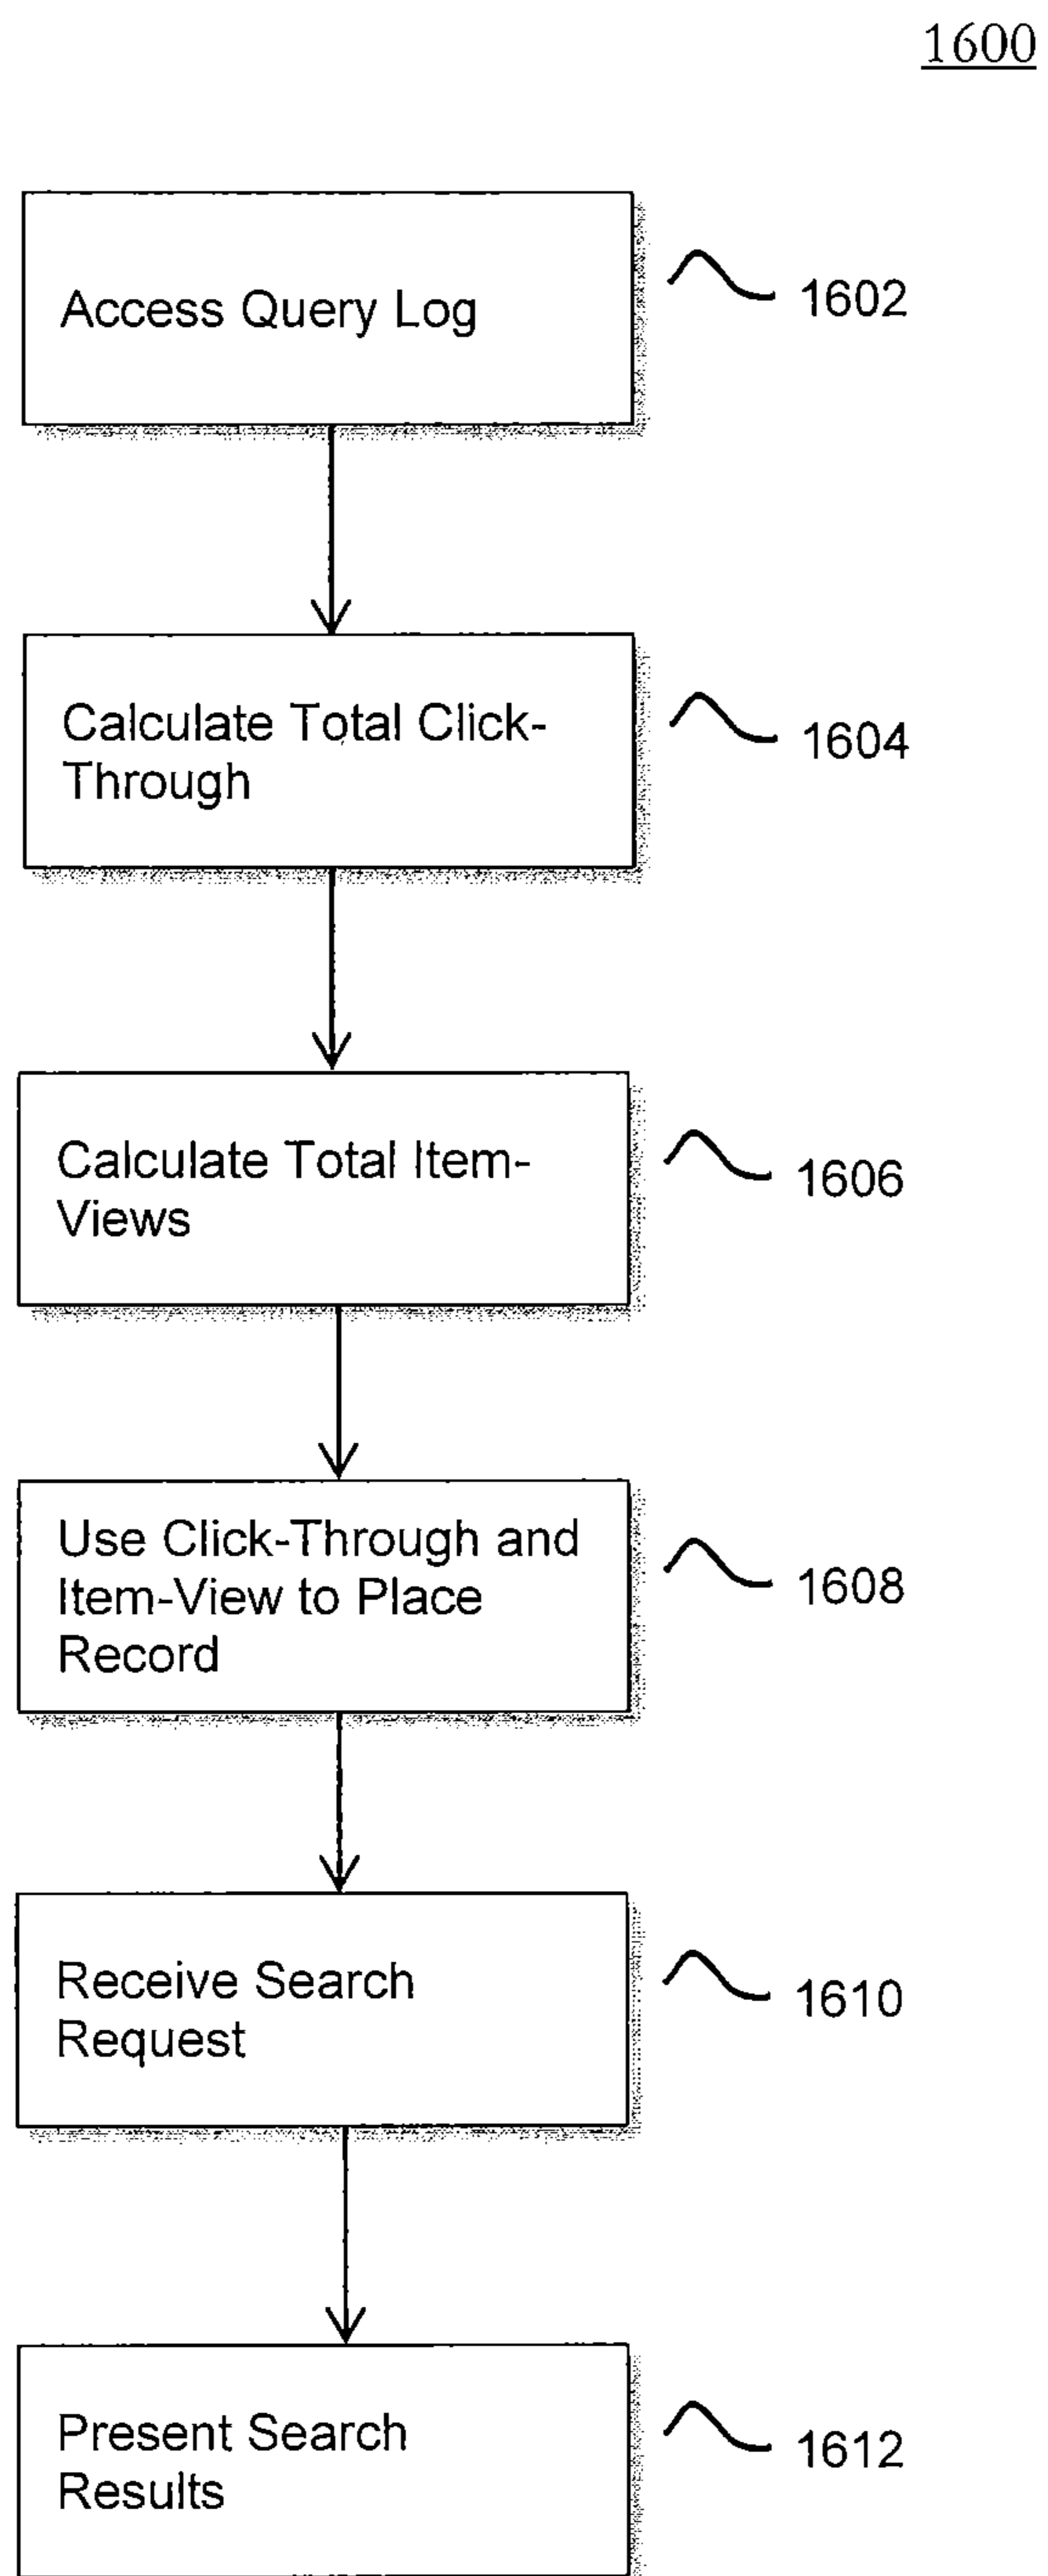 1600
Access Query Log
1602
Calculate Total Click-
Through
1604
Calculate Total Item-
Views
1606
Use Click-Through and
Item-View to Place
Record
1608
Receive Search
Request
1610
Present Search
Results
1612